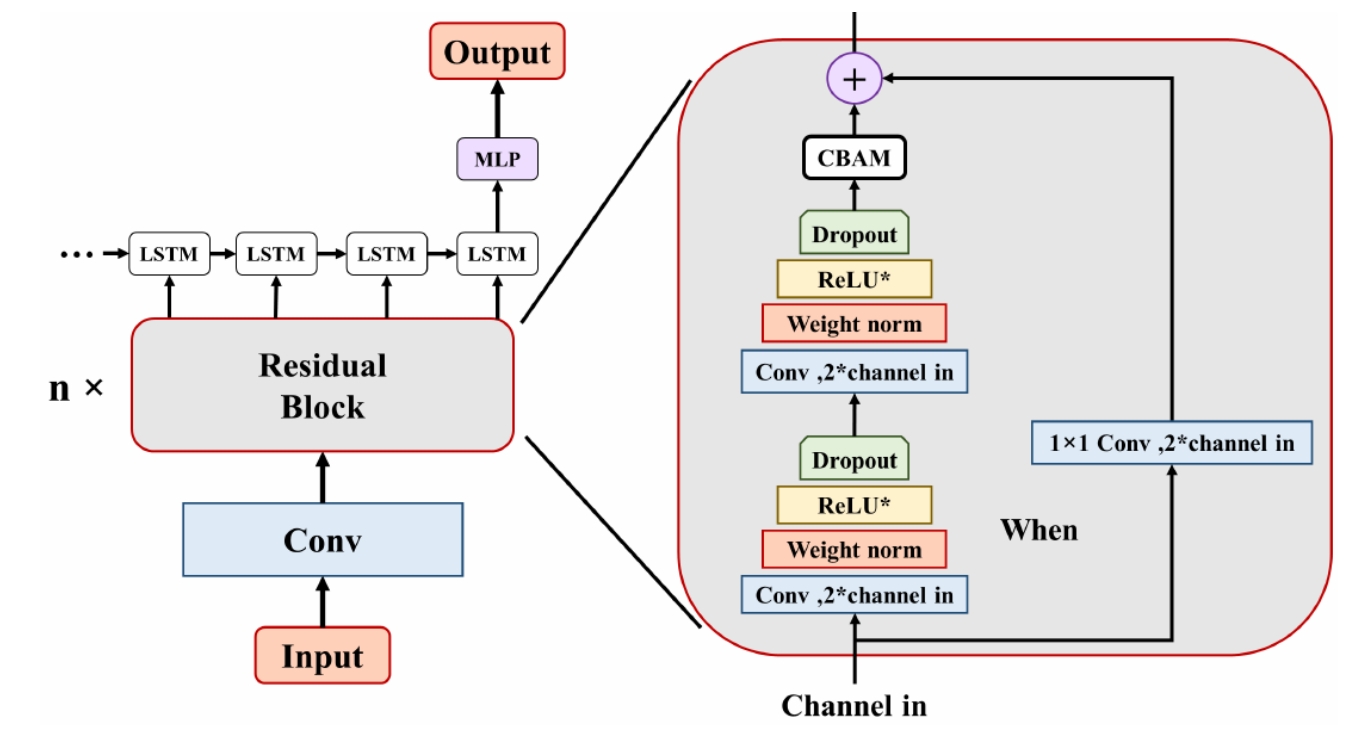 Output
MLP
... LSTM LSTM LSTM LSTM
n × Residual
Block
Conv
Input
+
CBAM
Dropout
ReLU*
Weight norm
Conv ,2*channel in
Dropout
ReLU*
Weight norm
Conv ,2*channel in
1×1 Conv ,2*channel in
When
Channel in